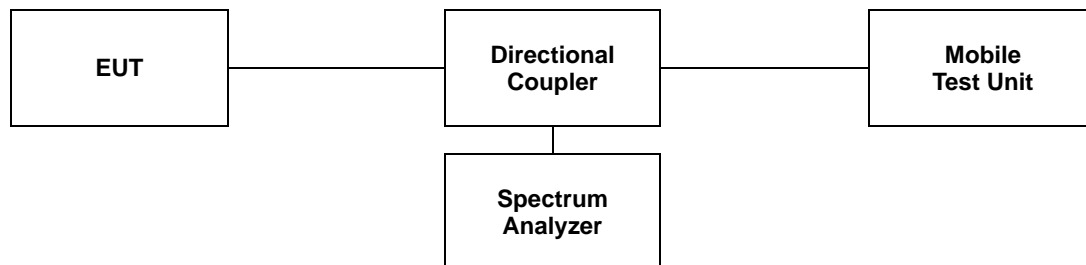 EUT
Directional
Coupler
Mobile
Test Unit
Spectrum
Analyzer